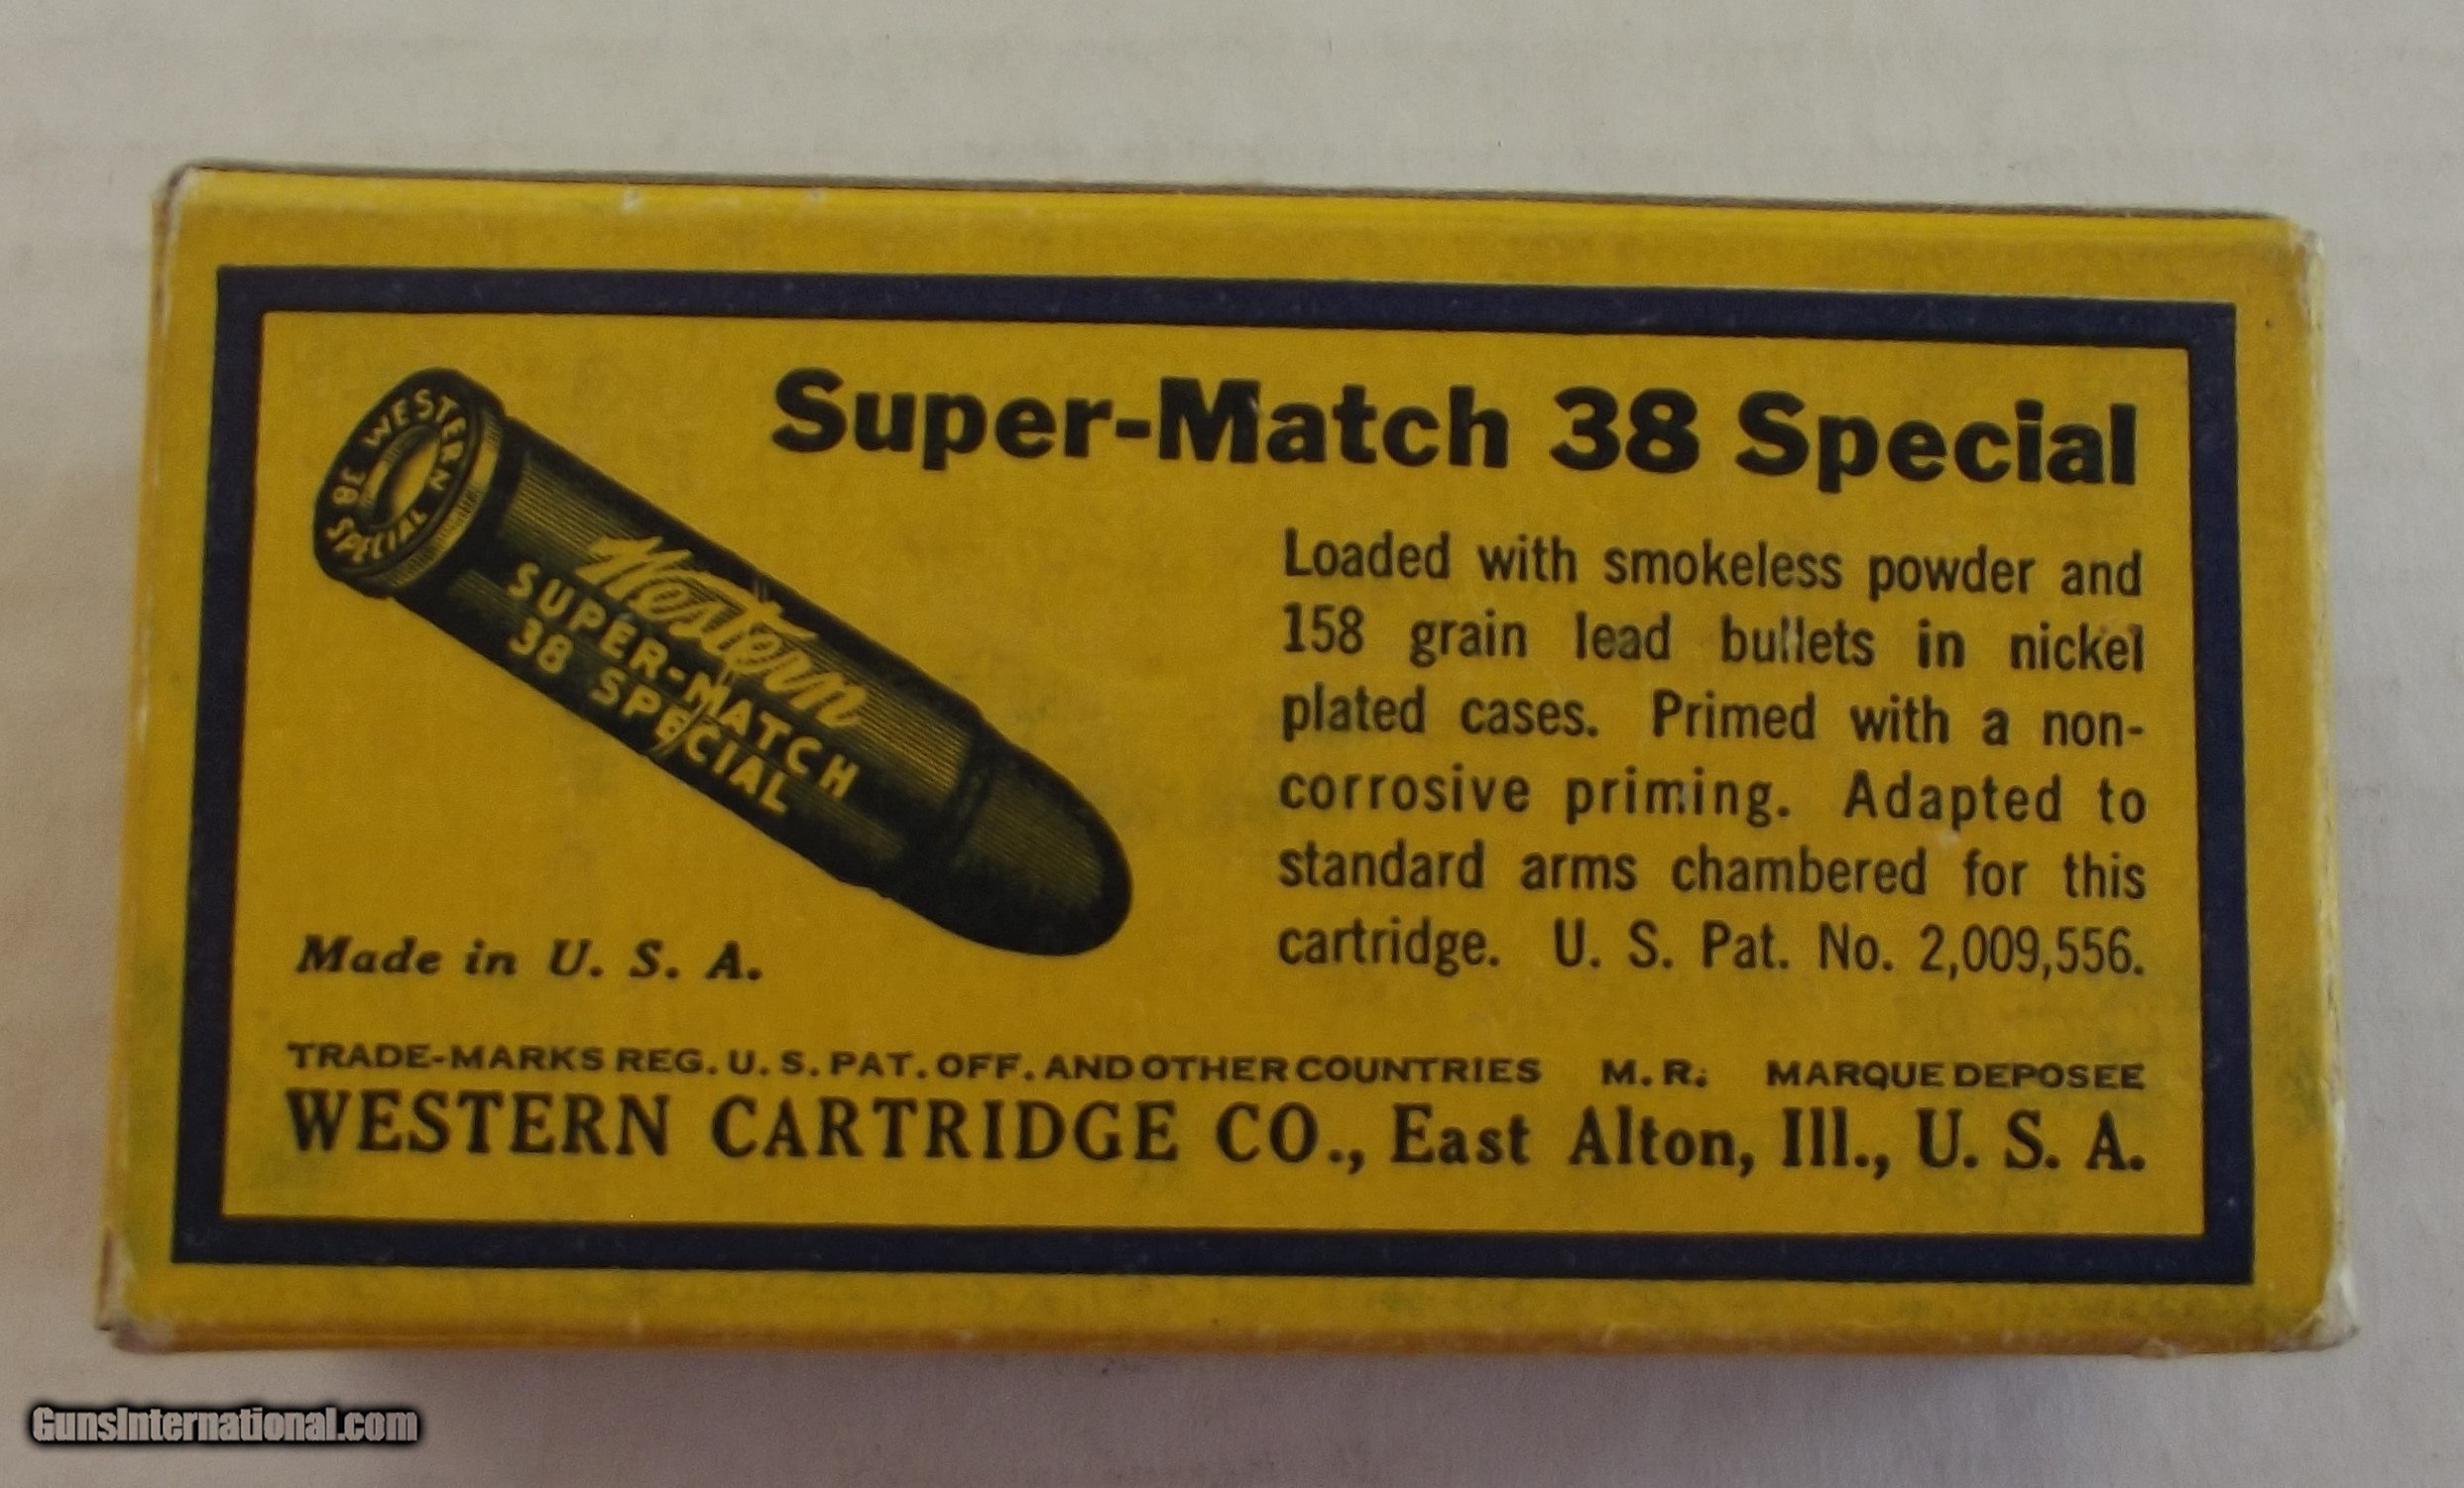 Super-Match 38 Special
WESTERN
38 SPECIAL
Western
SUPER-MATCH
38 SPECIAL
Loaded with smokeless powder and
158 grain lead bullets in nickel
plated cases. Primed with a non-
corrosive priming. Adapted to
standard arms chambered for this
cartridge. U. S. Pat. No. 2,009,556.
Made in U. S. A.
TRADE-MARKS REG. U. S. PAT. OFF. AND OTHER COUNTRIES M. R. MARQUE DEPOSEE
WESTERN CARTRIDGE CO., East Alton, Ill., U. S. A.
GunsInternational.com